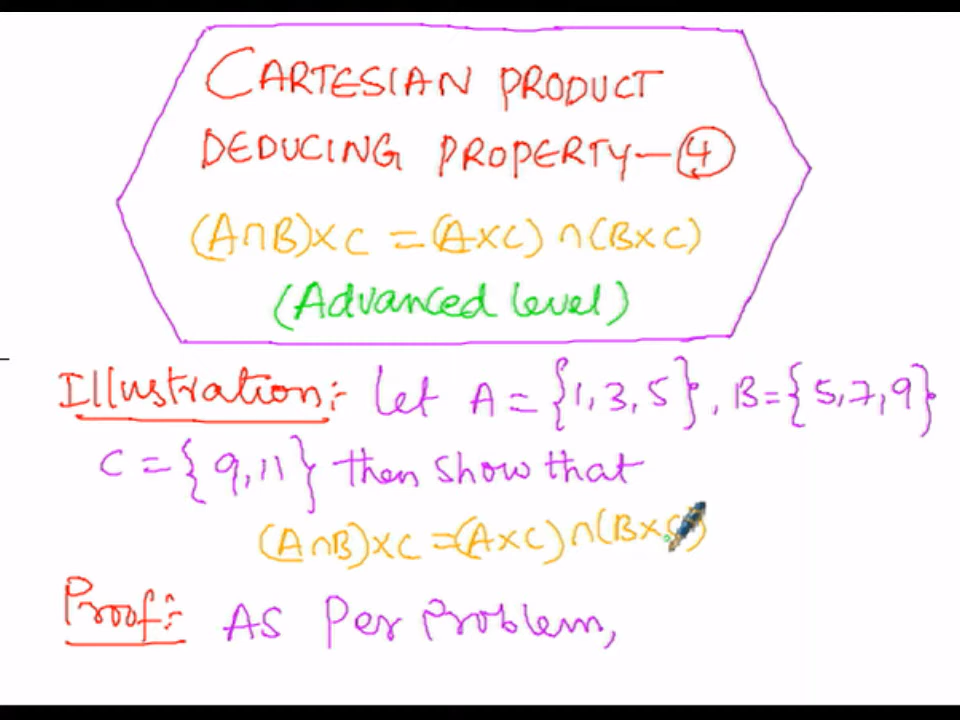 CARTESIAN PRODUCT
DEDUCING PROPERTY-④
(A∩B)×C = (A×C) ∩(B×C)
(Advanced level)
Illustration:- Let A = {1,3,5}, B={5,7,9}
C = {9,11} then show that
(A∩B)×C =(A×C)∩(B×C)
Proof:- AS Per Problem,